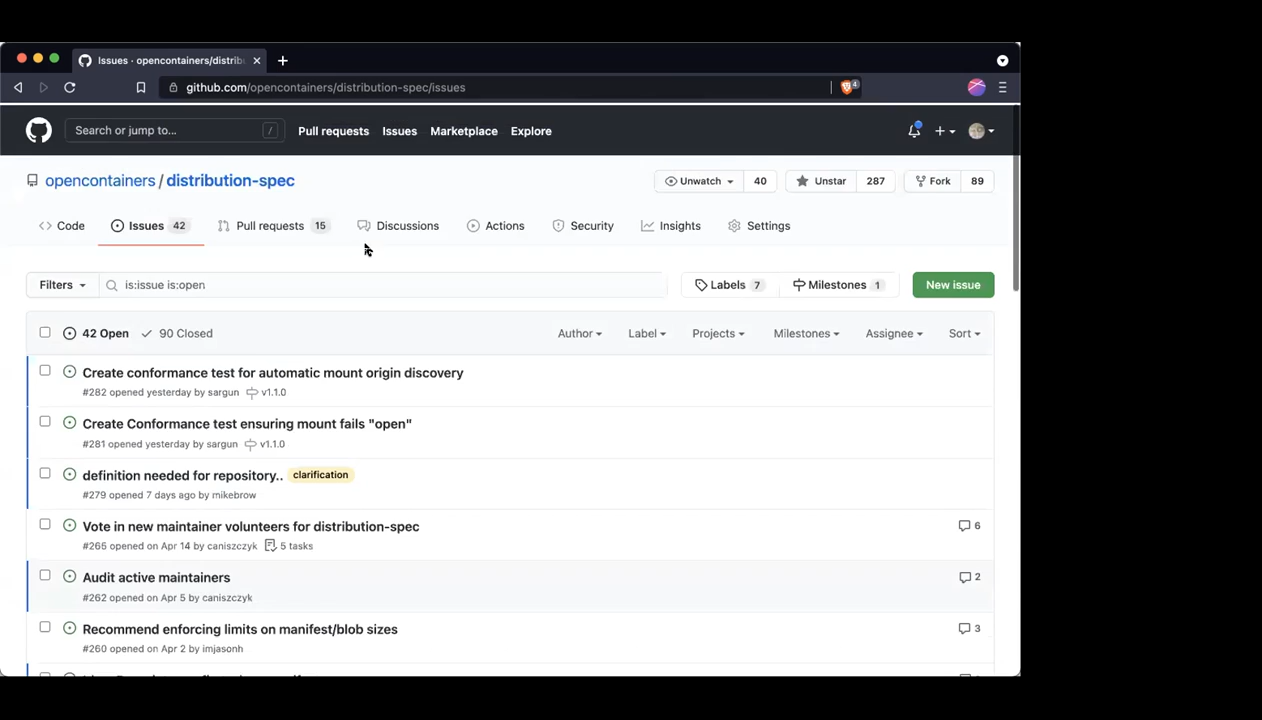 Issues · opencontainers/distrib
github.com/opencontainers/distribution-spec/issues
4
Search or jump to... /
Pull requests Issues Marketplace Explore
opencontainers / distribution-spec
Unwatch 40 Unstar 287 Fork 89
Code Issues 42 Pull requests 15 Discussions Actions Security Insights Settings
Filters is:issue is:open Labels 7 Milestones 1 New issue
42 Open 90 Closed Author Label Projects Milestones Assignee Sort
Create conformance test for automatic mount origin discovery
#282 opened yesterday by sargun v1.1.0
Create Conformance test ensuring mount fails "open"
#281 opened yesterday by sargun v1.1.0
definition needed for repository.. clarification
#279 opened 7 days ago by mikebrow
Vote in new maintainer volunteers for distribution-spec 6
#265 opened on Apr 14 by caniszczyk 5 tasks
Audit active maintainers 2
#262 opened on Apr 5 by caniszczyk
Recommend enforcing limits on manifest/blob sizes 3
#260 opened on Apr 2 by imjasonh